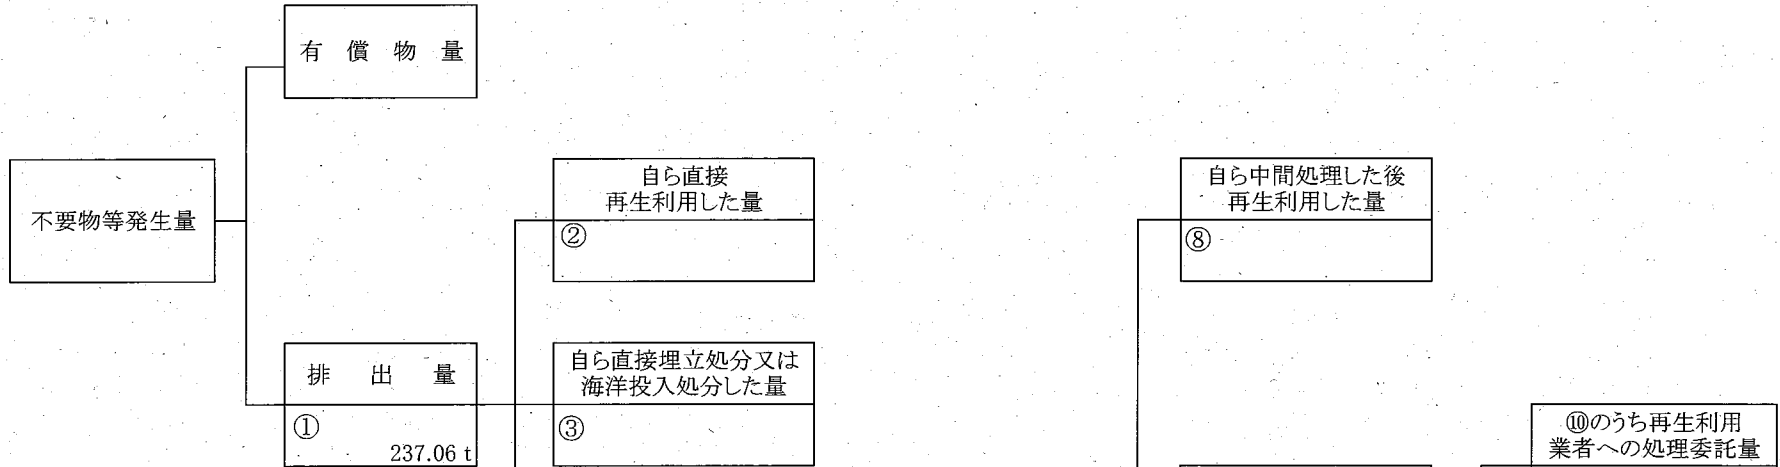 有償物量
不要物等発生量
自ら直接
再生利用した量
②
自ら中間処理した後
再生利用した量
⑧
排出量
①
237.06 t
自ら直接埋立処分又は
海洋投入処分した量
③
⑩のうち再生利用
業者への処理委託量